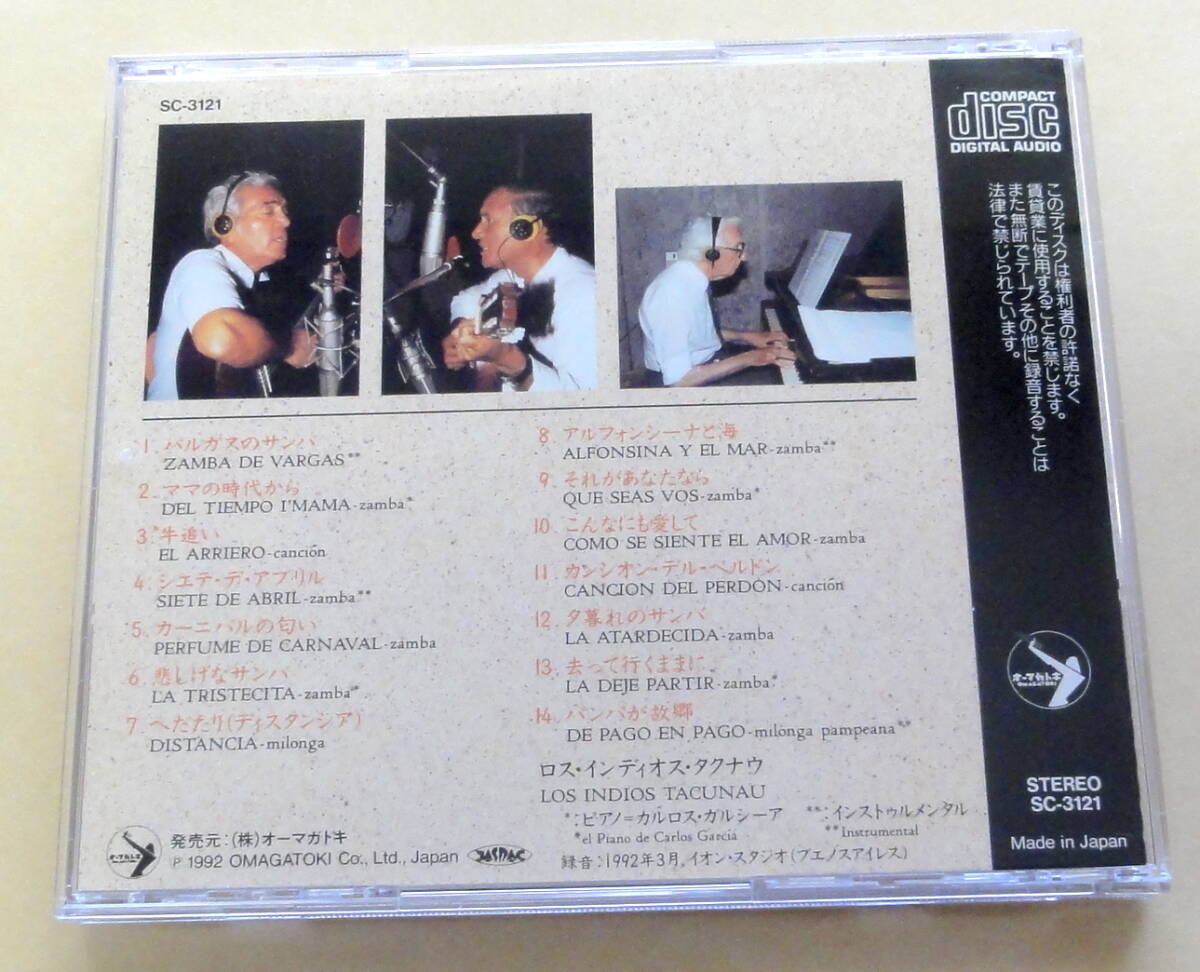 SC-3121
COMPACT
disc
DIGITAL AUDIO
このディスクは権利者の許諾なく
賃貸業に使用することを禁じます。
また無断でテープその他に録音することは
法律で禁じられています。
1. バルガスのサンバ
ZAMBA DE VARGAS**
2. ママの時代から
DEL TIEMPO I'MAMA-zamba*
3. 牛追い
EL ARRIERO-canción
4. シエテ・デ・アブリル
SIETE DE ABRIL-zamba**
5. カーニバルの匂い
PERFUME DE CARNAVAL-zamba
6. 悲しげなサンバ
LA TRISTECITA-zamba*
7. へだたり(ディスタンシア)
DISTANCIA-milonga
8. アルフォンシーナと海
ALFONSINA Y EL MAR-zamba**
9. それがあなたなら
QUE SEAS VOS-zamba*
10. こんなにも愛して
COMO SE SIENTE EL AMOR-zamba
11. カンシオン・デル・ペルドン
CANCION DEL PERDON-canción
12. 夕暮れのサンバ
LA ATARDECIDA-zamba
13. 去って行くままに
LA DEJE PARTIR-zamba*
14. パンパが故郷
DE PAGO EN PAGO-milonga pampeana**
ロス・インディオス・タクナウ
LOS INDIOS TACUNAU
*:ピアノ=カルロス・ガルシーア **:インストゥルメンタル
*el Piano de Carlos Garcia **Instrumental
録音:1992年3月,イオン・スタジオ(ブエノスアイレス)
オーマガトキ
発売元:(株)オーマガトキ
℗ 1992 OMAGATOKI Co., Ltd., Japan
JASRAC
オーマガトキ
OMAGATOKI
STEREO
SC-3121
Made in Japan